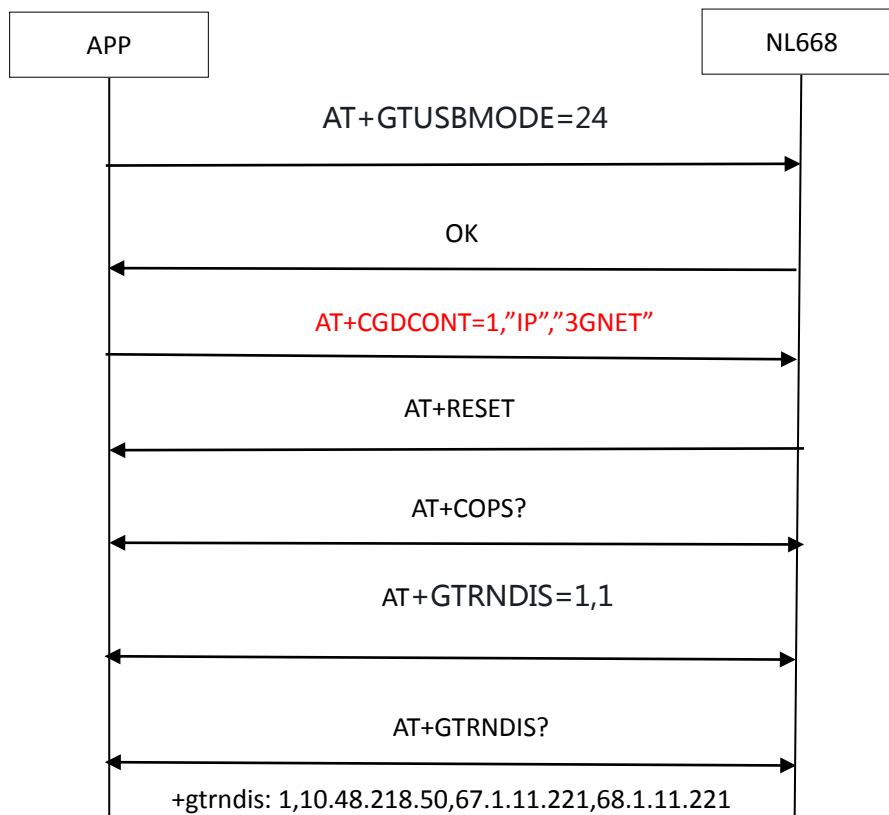 APP
NL668
AT+GTUSBMODE=24
OK
AT+CGDCONT=1,”IP”,”3GNET”
AT+RESET
AT+COPS?
AT+GTRNDIS=1,1
AT+GTRNDIS?
+gtrndis: 1,10.48.218.50,67.1.11.221,68.1.11.221